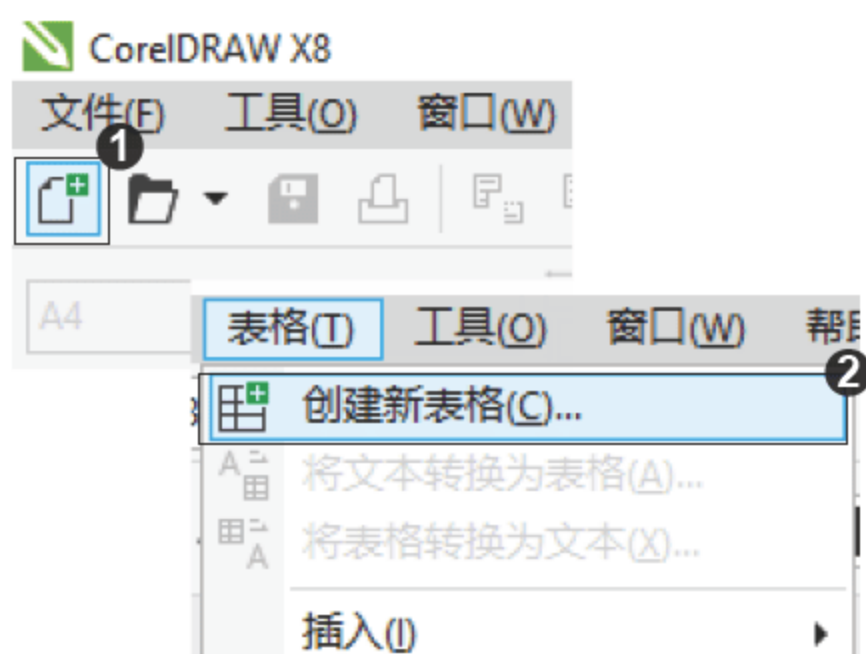 CorelDRAW X8
文件(F) 工具(O) 窗口(W)
1
A4
表格(T) 工具(O) 窗口(W)
2
创建新表格(C)...
将文本转换为表格(A)...
将表格转换为文本(X)...
插入(I)